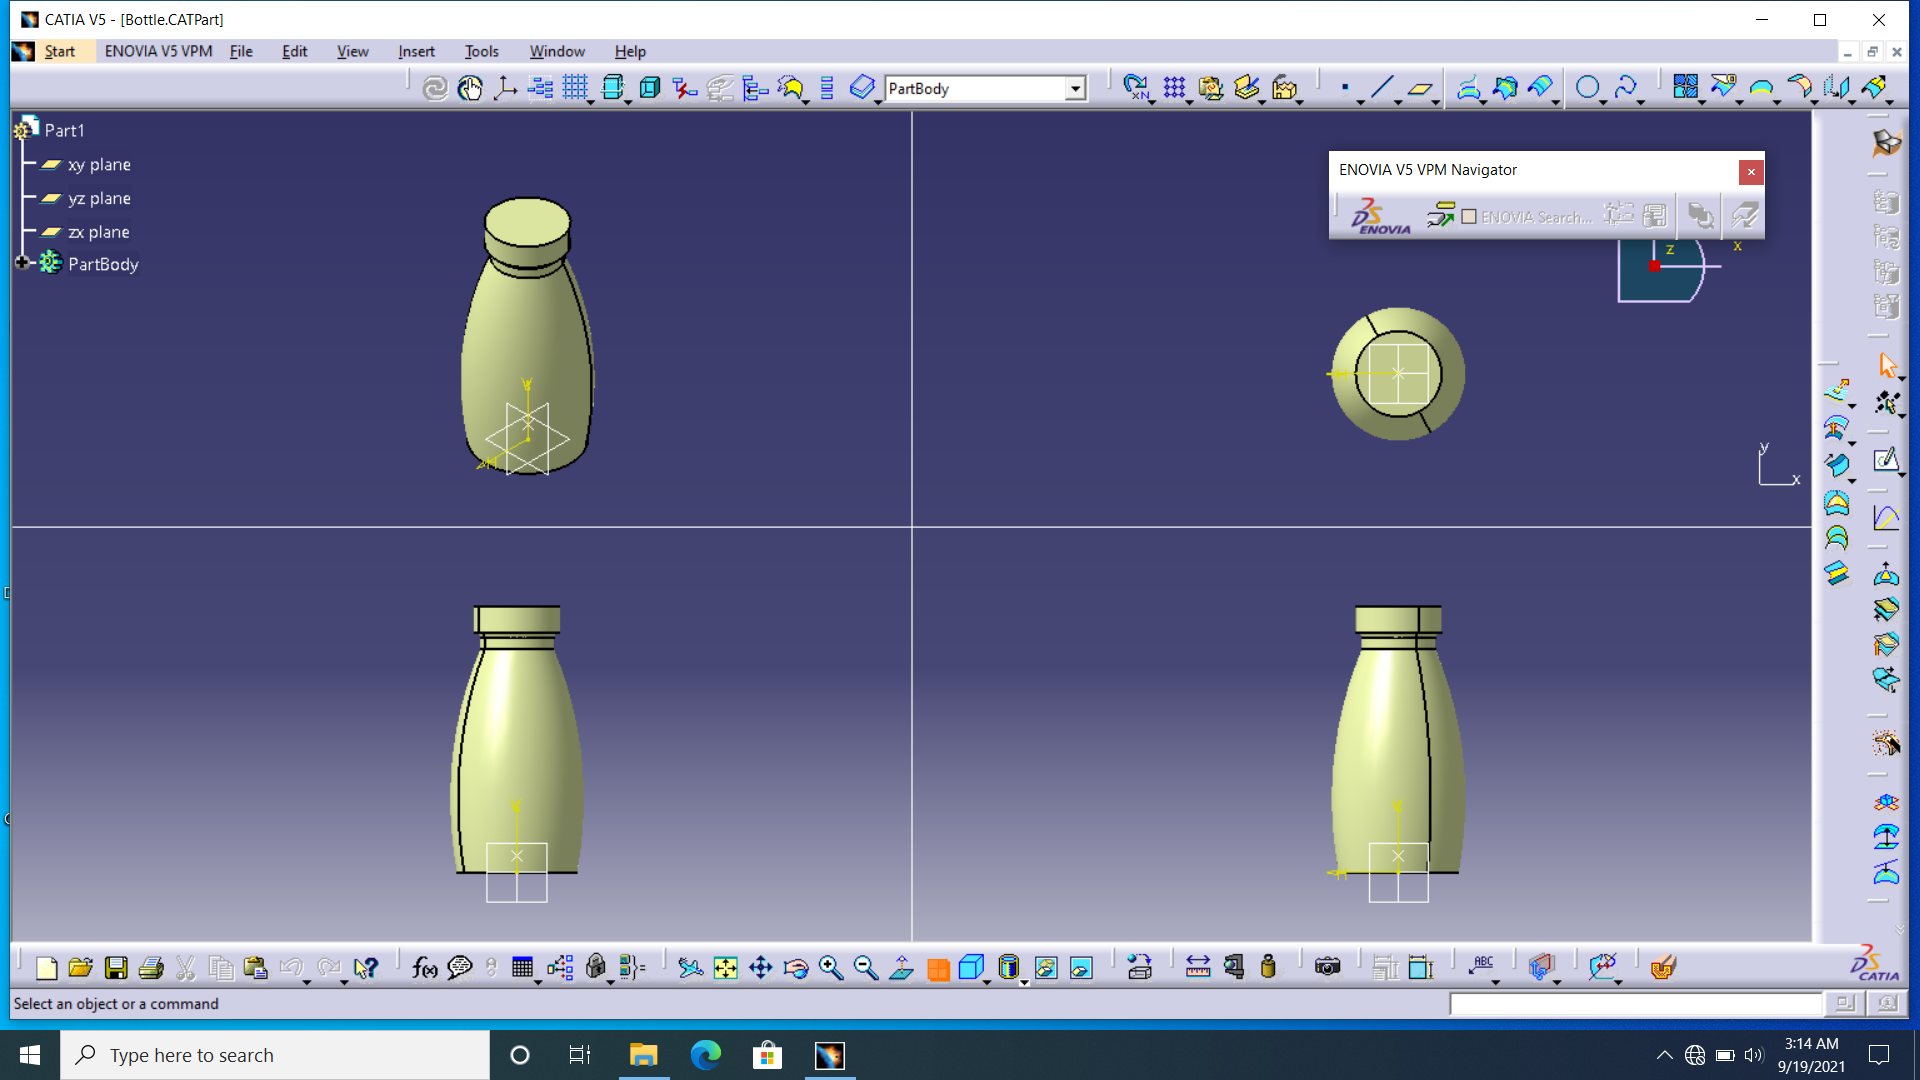 CATIA V5 - [Bottle.CATPart]
Start ENOVIA V5 VPM File Edit View Insert Tools Window Help
PartBody
Part1
xy plane
yz plane
zx plane
PartBody
ENOVIA V5 VPM Navigator
ENOVIA
ENOVIA Search...
z
x
y
x
V
H
H
V
V
H
f(x)
ABC
CATIA
Select an object or a command
Type here to search
3:14 AM
9/19/2021